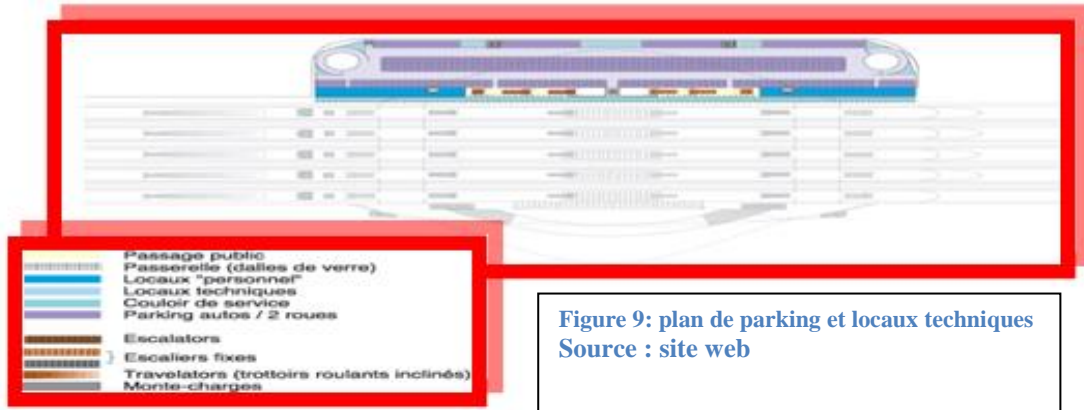 Passage public
Passerelle (dalles de verre)
Locaux "personnel"
Locaux techniques
Couloir de service
Parking autos / 2 roues
Escalators
} Escaliers fixes
Travelators (trottoirs roulants inclinés)
Monte-charges
Figure 9: plan de parking et locaux techniques
Source : site web